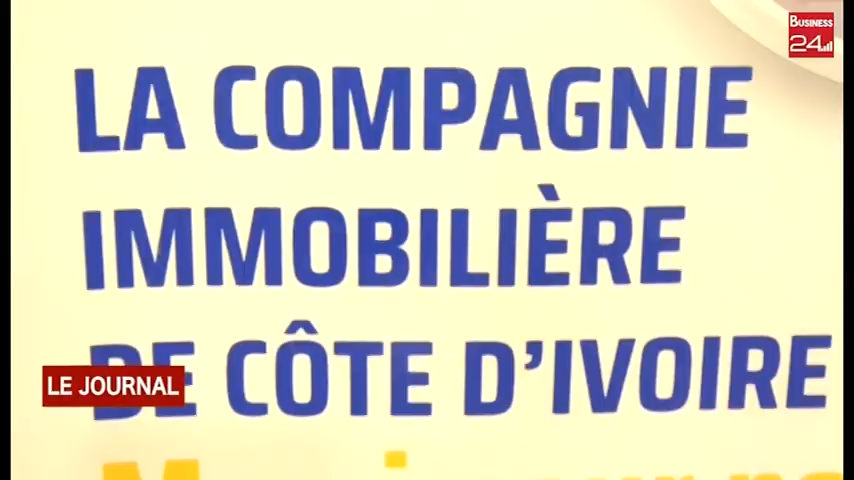 BUSINESS
24
LA COMPAGNIE
IMMOBILIÈRE
DE CÔTE D'IVOIRE
LE JOURNAL